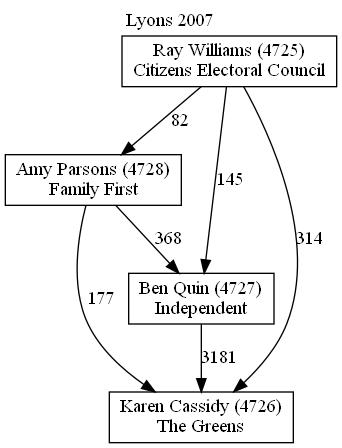 Lyons 2007
Ray Williams (4725)
Citizens Electoral Council
82
Amy Parsons (4728)
Family First
145
314
368
Ben Quin (4727)
Independent
177
3181
Karen Cassidy (4726)
The Greens